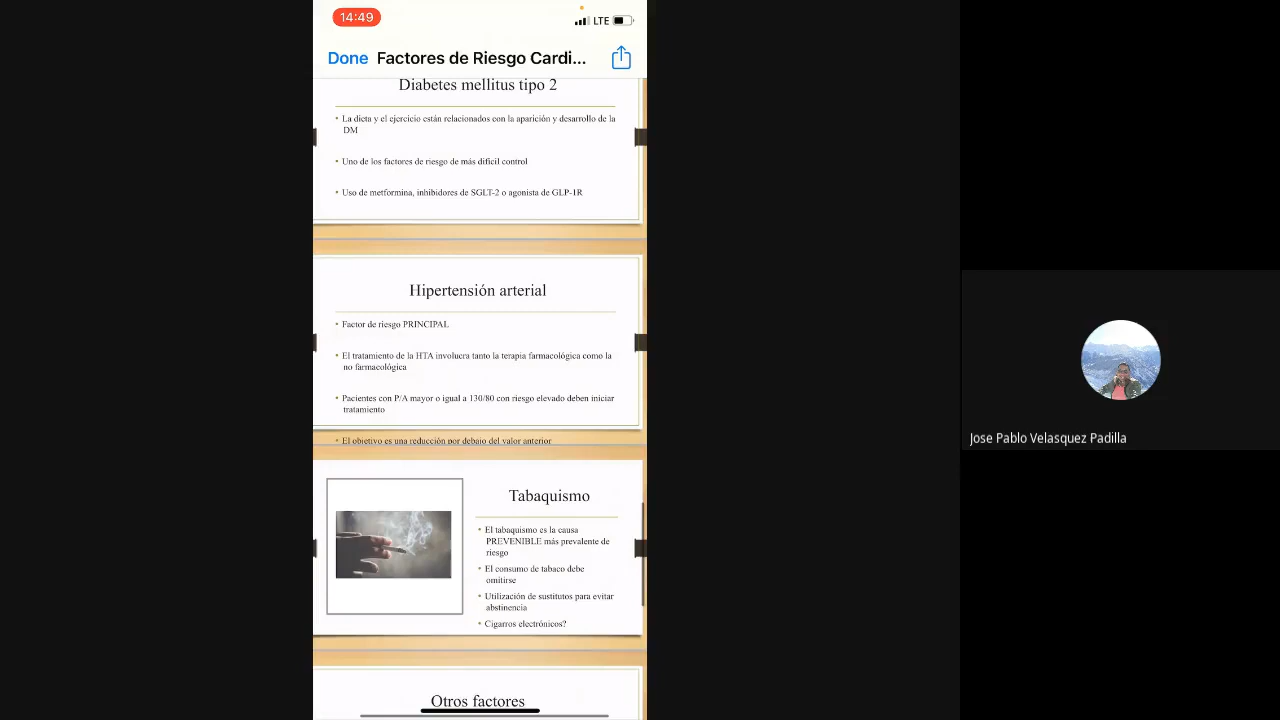 14:49
LTE
Done Factores de Riesgo Cardi...
Diabetes mellitus tipo 2
• La dieta y el ejercicio están relacionados con la aparición y desarrollo de la
DM
• Uno de los factores de riesgo de más difícil control
• Uso de metformina, inhibidores de SGLT-2 o agonista de GLP-1R
Hipertensión arterial
• Factor de riesgo PRINCIPAL
• El tratamiento de la HTA involucra tanto la terapia farmacológica como la
no farmacológica
• Pacientes con P/A mayor o igual a 130/80 con riesgo elevado deben iniciar
tratamiento
• El objetivo es una reducción por debajo del valor anterior
Tabaquismo
• El tabaquismo es la causa
PREVENIBLE más prevalente de
riesgo
• El consumo de tabaco debe
omitirse
• Utilización de sustitutos para evitar
abstinencia
• Cigarros electrónicos?
Otros factores
Jose Pablo Velasquez Padilla